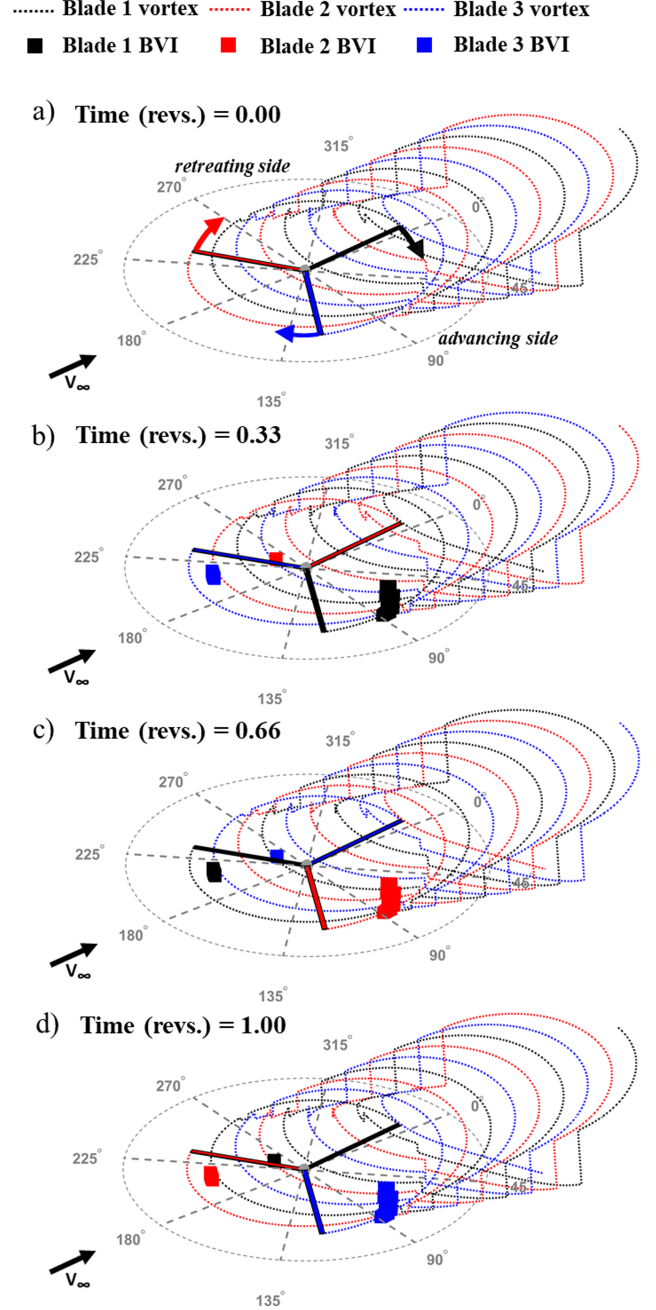 Blade 1 vortex Blade 2 vortex Blade 3 vortex
Blade 1 BVI Blade 2 BVI Blade 3 BVI
a) Time (revs.) = 0.00
315°
retreating side
270°
0°
225°
45°
180°
advancing side
90°
V∞
135°
b) Time (revs.) = 0.33
315°
270°
0°
225°
45°
180°
90°
V∞
135°
c) Time (revs.) = 0.66
315°
270°
0°
225°
45°
180°
90°
V∞
135°
d) Time (revs.) = 1.00
315°
270°
0°
225°
45°
180°
90°
V∞
135°